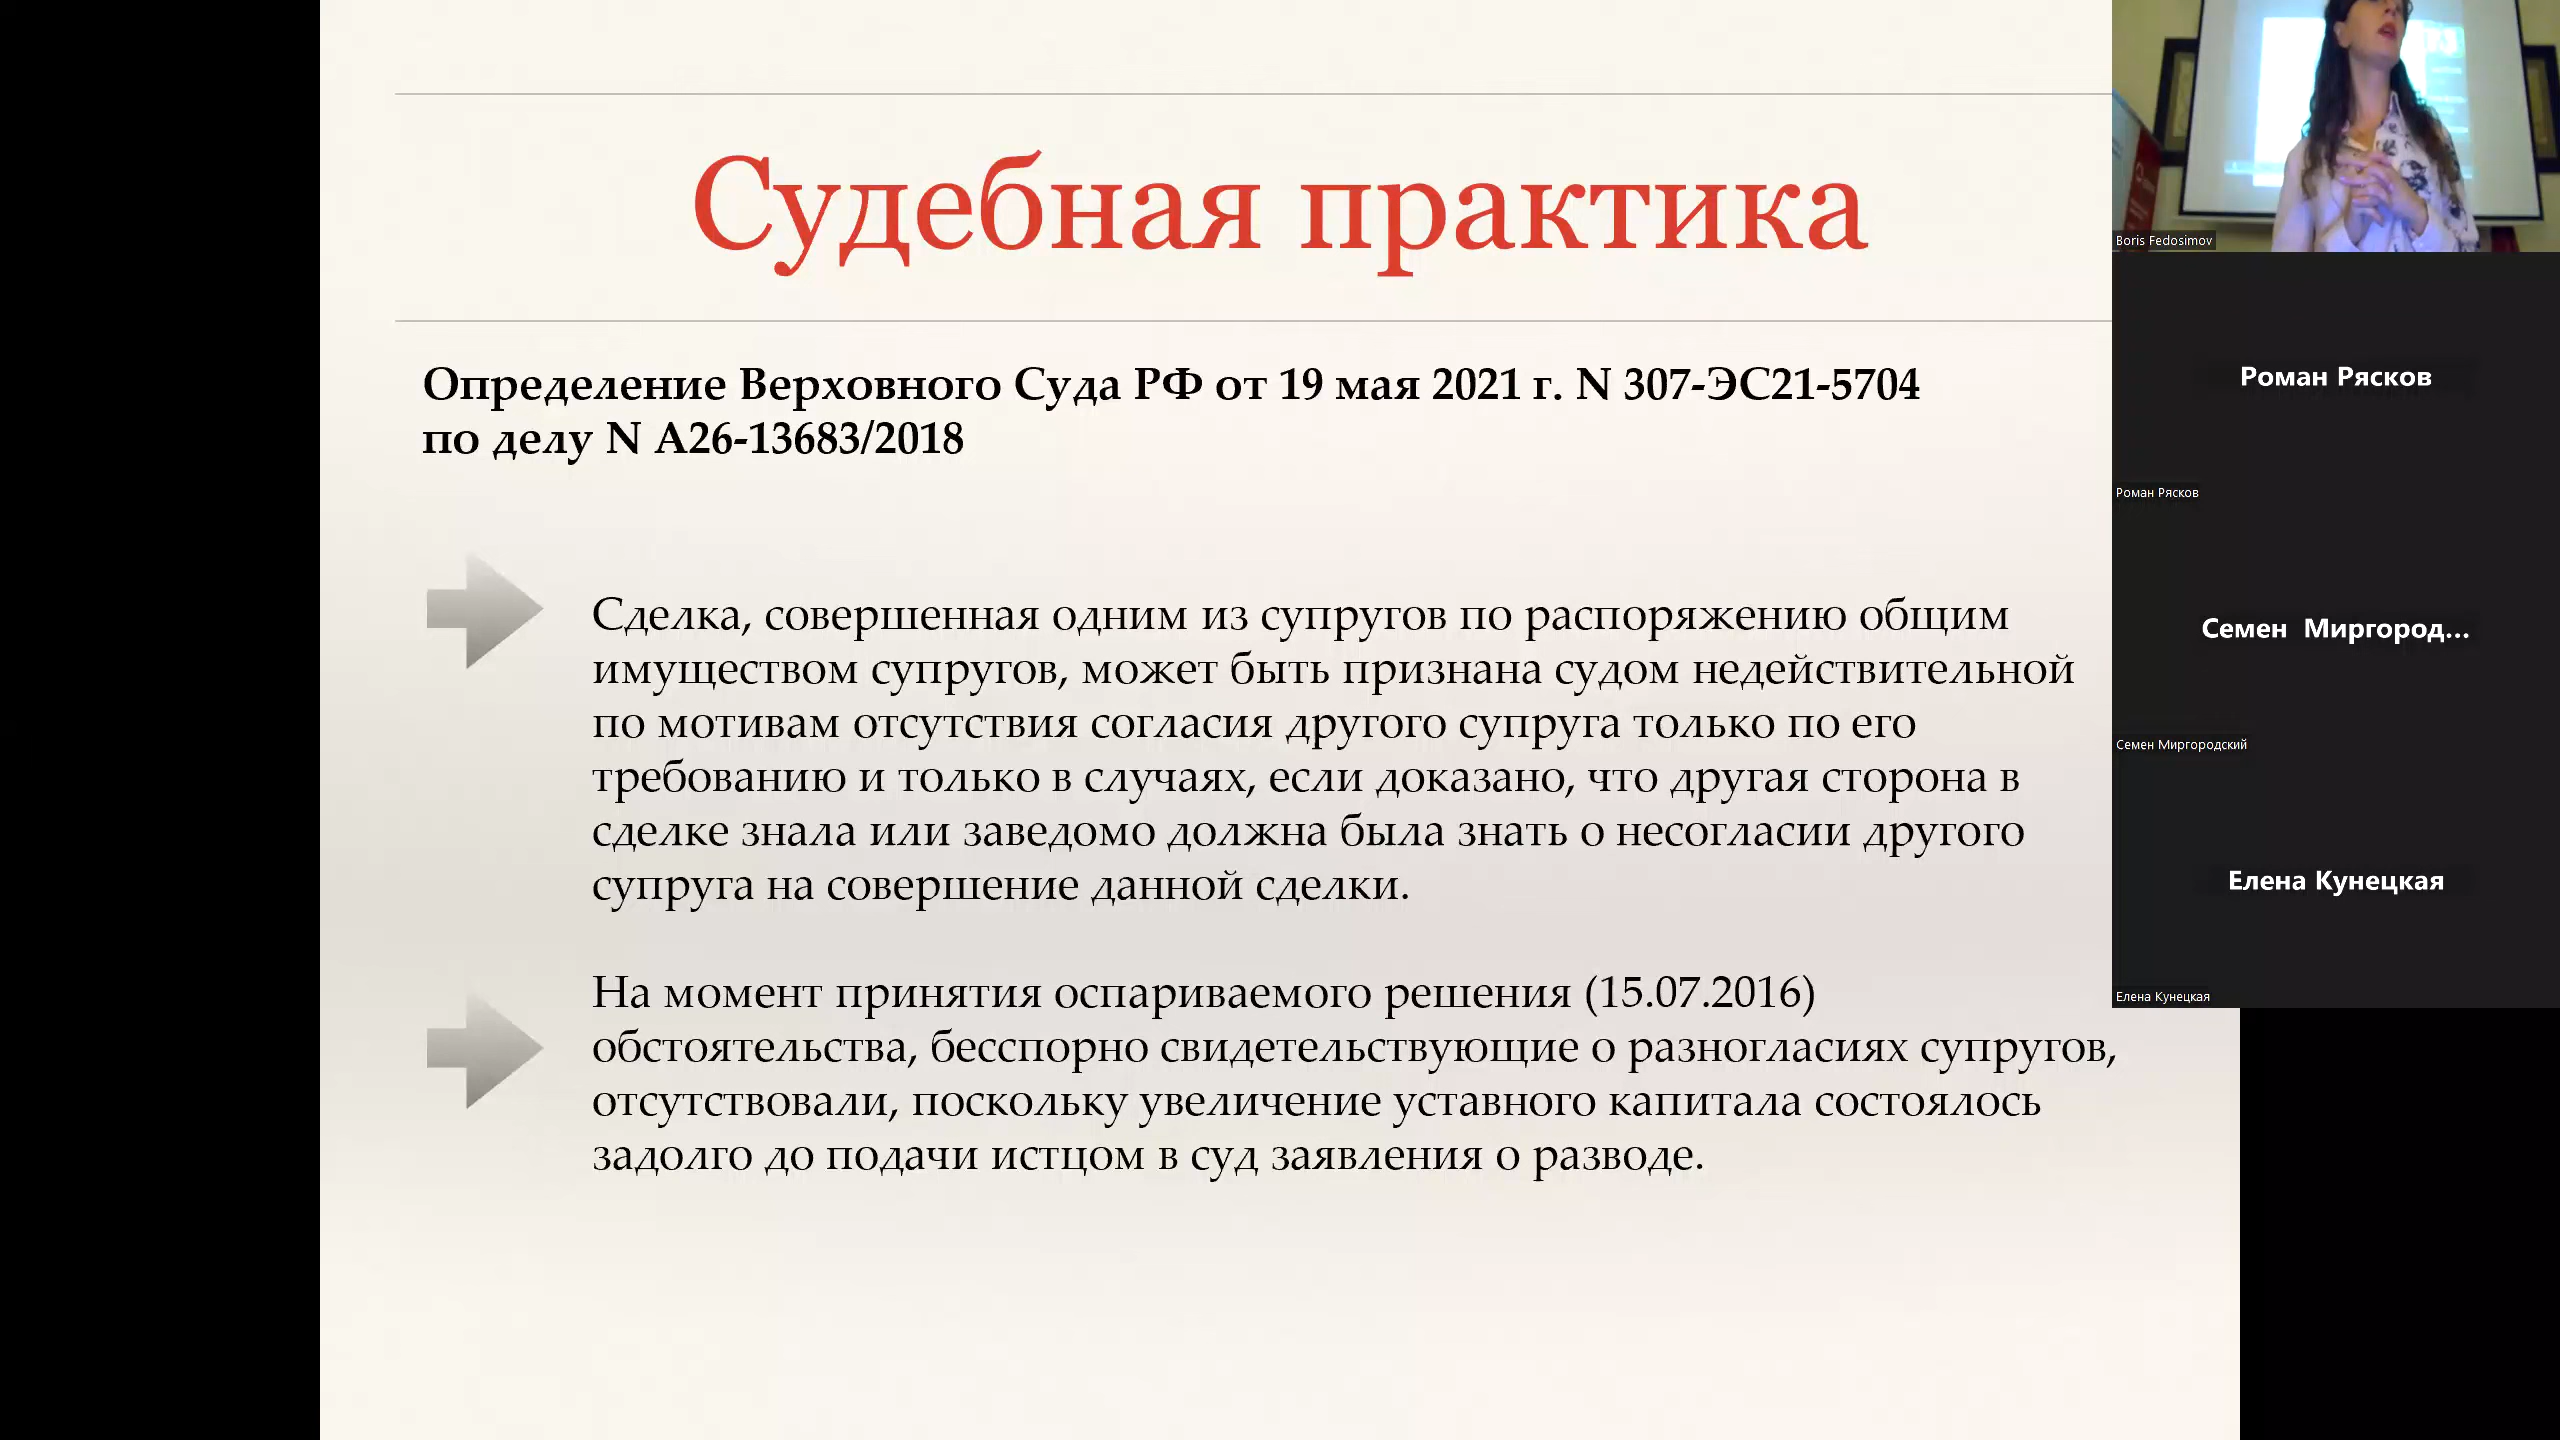 Судебная практика
Определение Верховного Суда РФ от 19 мая 2021 г. N 307-ЭС21-5704
по делу N А26-13683/2018
Сделка, совершенная одним из супругов по распоряжению общим
имуществом супругов, может быть признана судом недействительной
по мотивам отсутствия согласия другого супруга только по его
требованию и только в случаях, если доказано, что другая сторона в
сделке знала или заведомо должна была знать о несогласии другого
супруга на совершение данной сделки.
На момент принятия оспариваемого решения (15.07.2016)
обстоятельства, бесспорно свидетельствующие о разногласиях супругов,
отсутствовали, поскольку увеличение уставного капитала состоялось
задолго до подачи истцом в суд заявления о разводе.
Boris Fedosimov
Роман Рясков
Роман Рясков
Семен Миргород...
Семен Миргородский
Елена Кунецкая
Елена Кунецкая